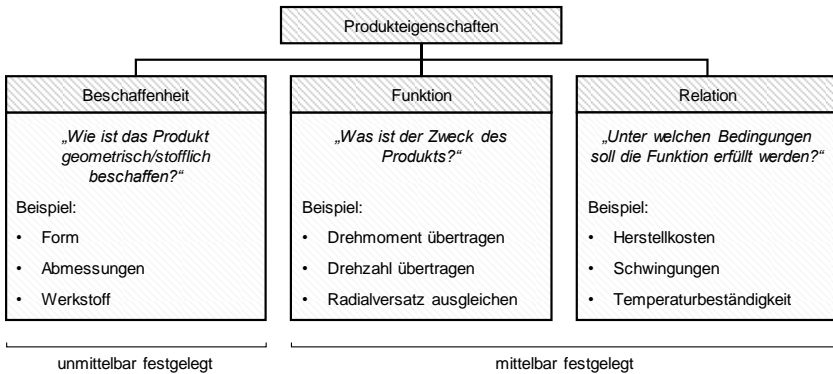 Produkteigenschaften
Beschaffenheit
„Wie ist das Produkt
geometrisch/stofflich
beschaffen?“
Beispiel:
• Form
• Abmessungen
• Werkstoff
Funktion
„Was ist der Zweck des
Produkts?“
Beispiel:
• Drehmoment übertragen
• Drehzahl übertragen
• Radialversatz ausgleichen
Relation
„Unter welchen Bedingungen
soll die Funktion erfüllt werden?“
Beispiel:
• Herstellkosten
• Schwingungen
• Temperaturbeständigkeit
unmittelbar festgelegt
mittelbar festgelegt